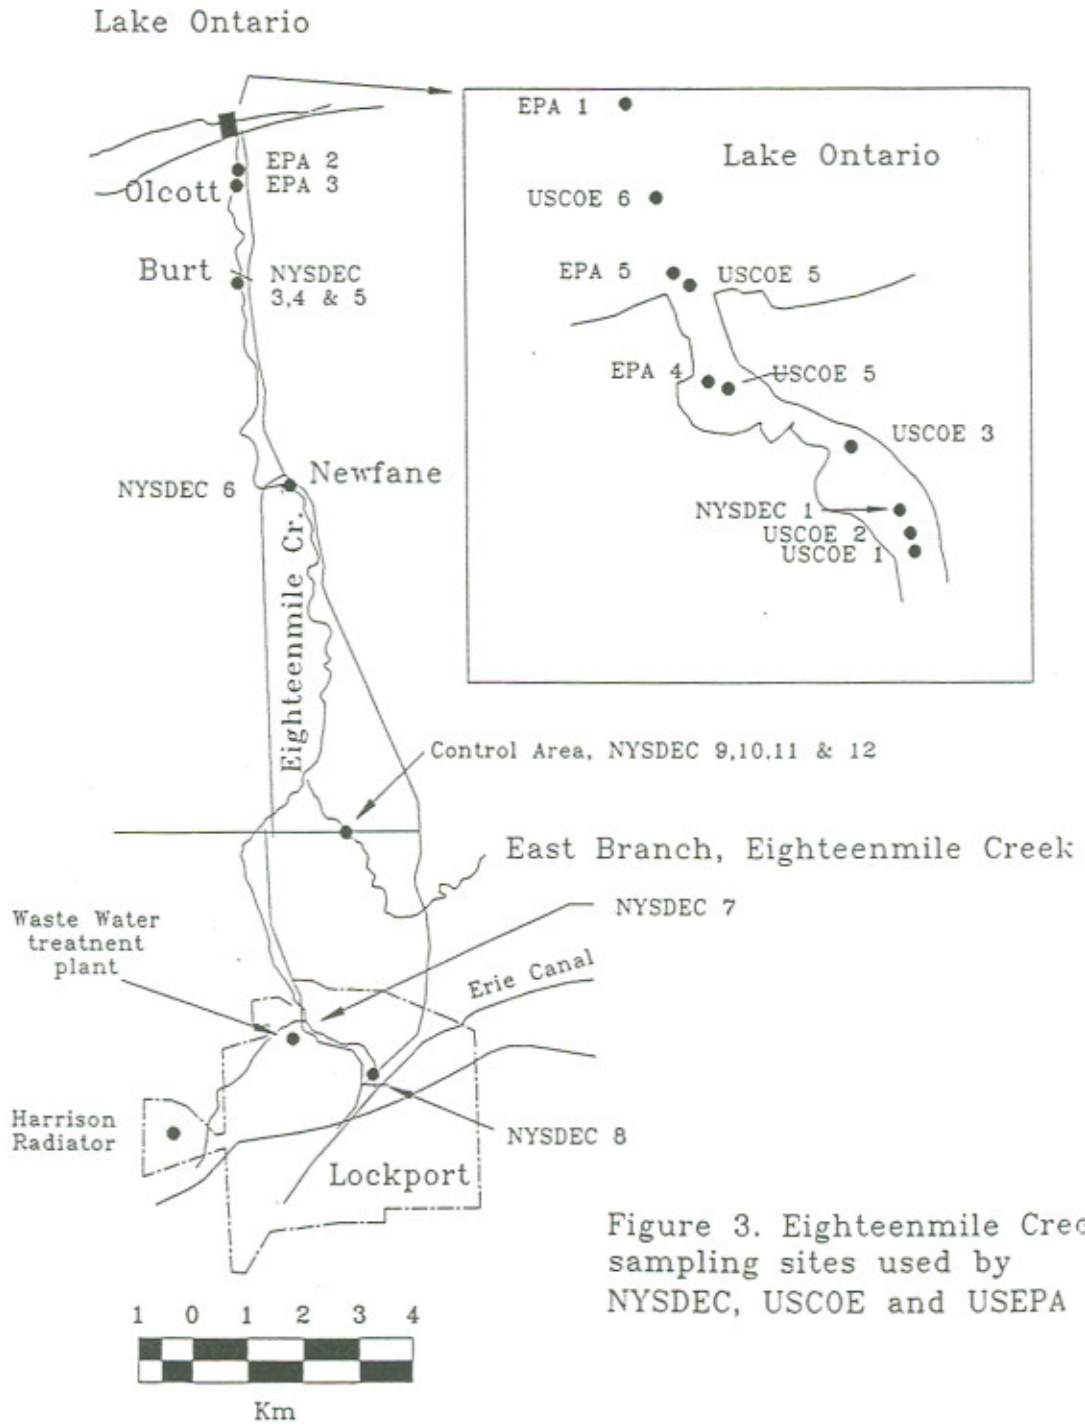 Lake Ontario
EPA 1
Lake Ontario
EPA 2
EPA 3
Olcott
USCOE 6
Burt
NYSDEC
3,4 & 5
EPA 5
USCOE 5
EPA 4
USCOE 5
USCOE 3
NYSDEC 6
Newfane
NYSDEC 1
USCOE 2
USCOE 1
Eighteenmile Cr.
Control Area, NYSDEC 9,10,11 & 12
East Branch, Eighteenmile Creek
Waste Water
treatnent
plant
NYSDEC 7
Erie Canal
Harrison
Radiator
NYSDEC 8
Lockport
Figure 3. Eighteenmile Cree
sampling sites used by
NYSDEC, USCOE and USEPA
1 0 1 2 3 4
Km